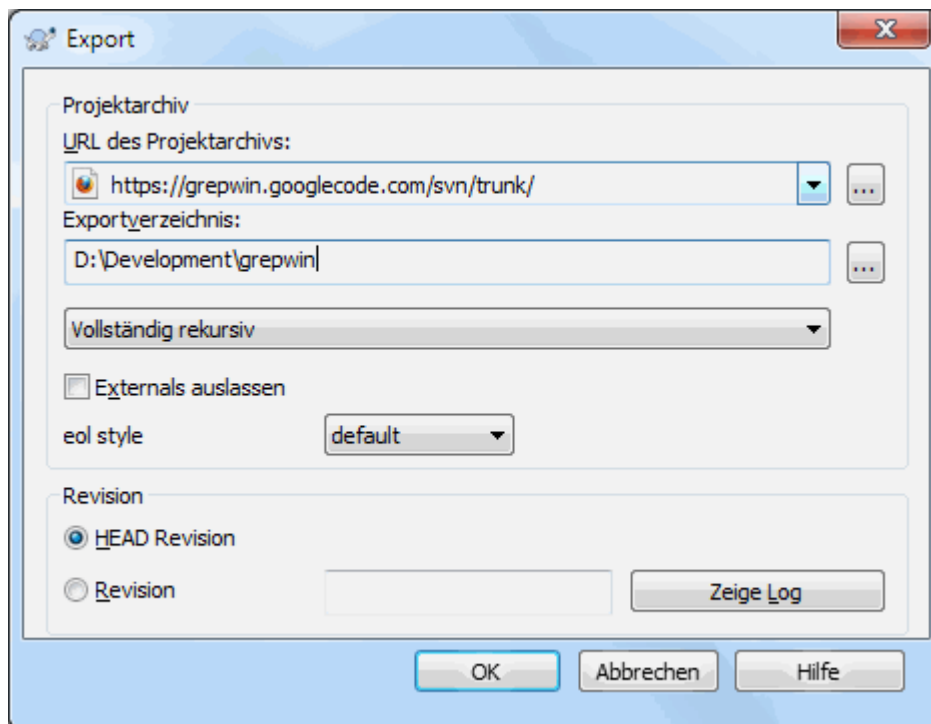 Export
Projektarchiv
URL des Projektarchivs:
https://grepwin.googlecode.com/svn/trunk/
...
Exportverzeichnis:
D:\Development\grepwin
...
Vollständig rekursiv
Externals auslassen
eol style default
Revision
HEAD Revision
Revision Zeige Log
OK Abbrechen Hilfe